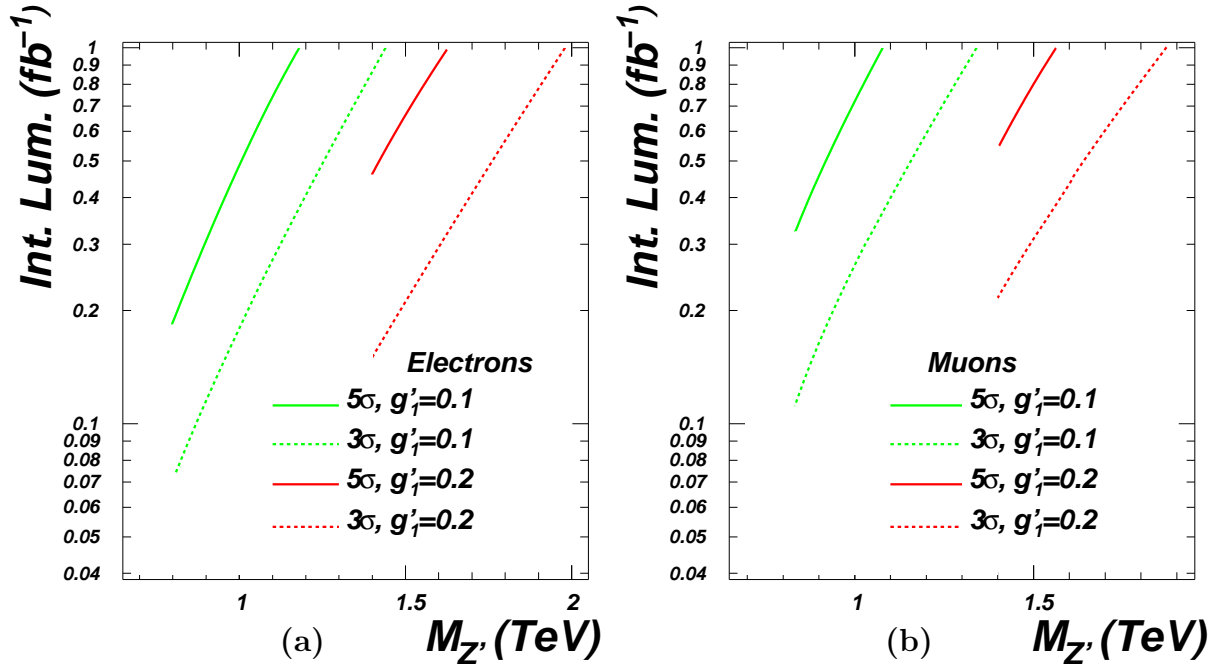 Int. Lum. (fb⁻¹)
1
0.9
0.8
0.7
0.6
0.5
0.4
0.3
0.2
0.1
0.09
0.08
0.07
0.06
0.05
0.04
Electrons
5σ, g'₁=0.1
3σ, g'₁=0.1
5σ, g'₁=0.2
3σ, g'₁=0.2
1 1.5 2
(a) M_Z' (TeV)
Int. Lum. (fb⁻¹)
1
0.9
0.8
0.7
0.6
0.5
0.4
0.3
0.2
0.1
0.09
0.08
0.07
0.06
0.05
0.04
Muons
5σ, g'₁=0.1
3σ, g'₁=0.1
5σ, g'₁=0.2
3σ, g'₁=0.2
1 1.5
(b) M_Z' (TeV)